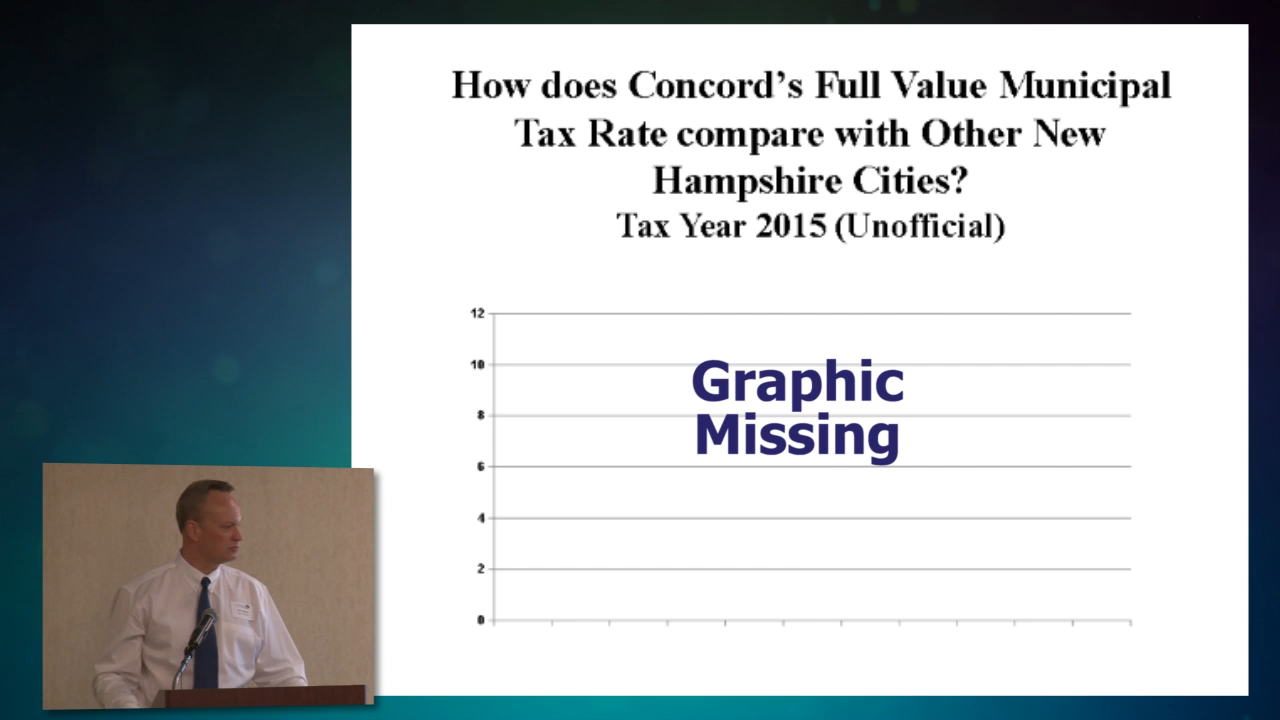 How does Concord’s Full Value Municipal
Tax Rate compare with Other New
Hampshire Cities?
Tax Year 2015 (Unofficial)
12
10
8
6
4
2
0
Graphic
Missing